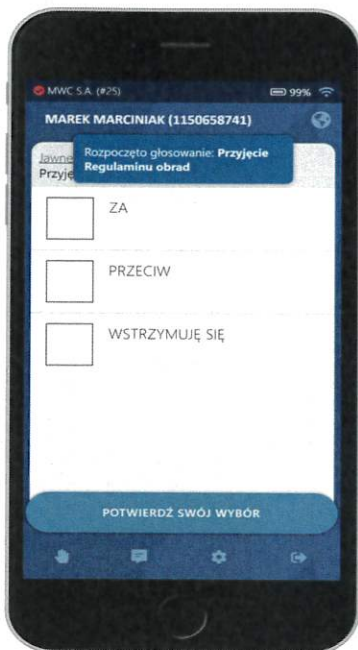 MWC S.A. (#25)
99%
MAREK MARCINIAK (1150658741)
Rozpoczęto głosowanie: Przyjęcie
Regulaminu obrad
Jawne
Przyję
ZA
PRZECIW
WSTRZYMUJĘ SIĘ
POTWIERDŹ SWÓJ WYBÓR